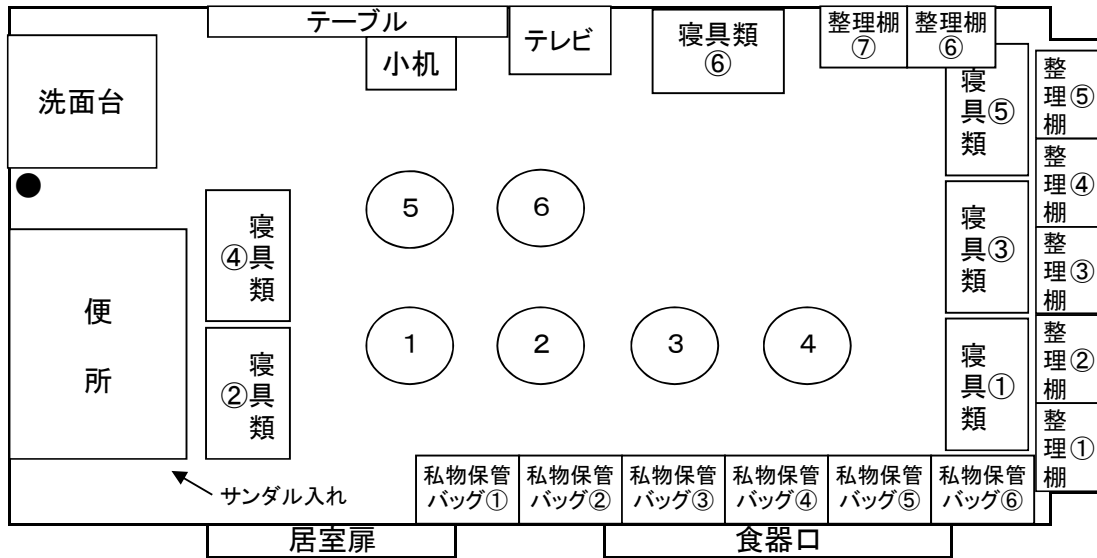 テーブル
小机
テレビ
寝具類
⑥
整理棚
⑦
整理棚
⑥
洗面台
寝具類⑤
整理棚⑤
整理棚④
整理棚③
整理棚②
整理棚①
寝具類④
寝具類③
5
6
便所
寝具類②
1
2
3
4
寝具類①
サンダル入れ
私物保管
バッグ①
私物保管
バッグ②
私物保管
バッグ③
私物保管
バッグ④
私物保管
バッグ⑤
私物保管
バッグ⑥
居室扉
食器口